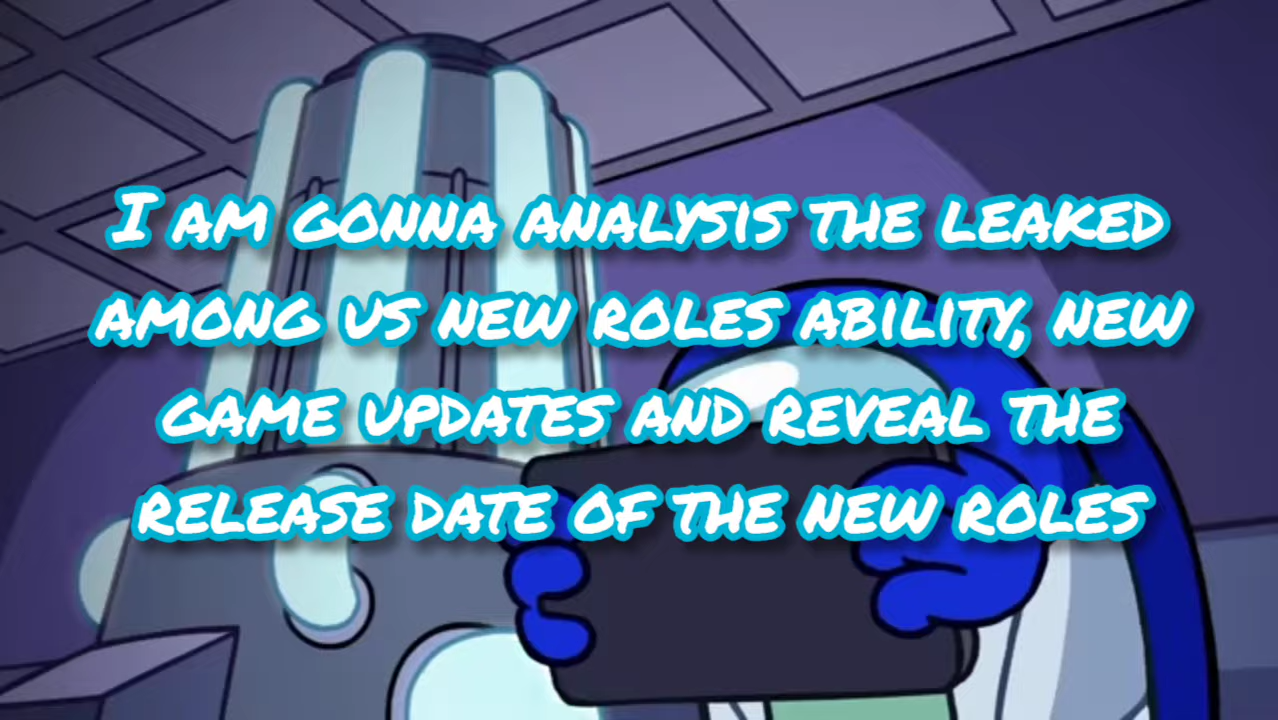 I am gonna analysis the leaked
among us new roles ability, new
game updates and reveal the
release date of the new roles